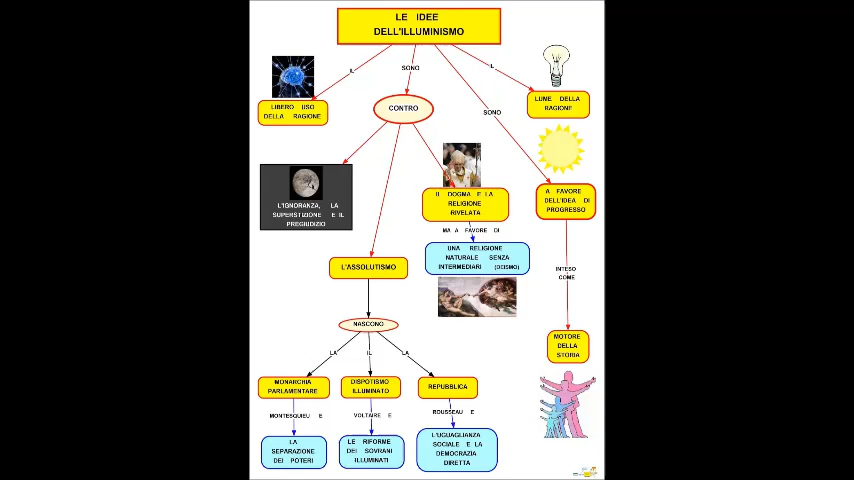 LE IDEE
DELL'ILLUMINISMO
IL
SONO
IL
LIBERO USO
DELLA RAGIONE
CONTRO
SONO
LUME DELLA
RAGIONE
L'IGNORANZA, LA
SUPERSTIZIONE E IL
PREGIUDIZIO
IL DOGMA E LA
RELIGIONE
RIVELATA
A FAVORE
DELL'IDEA DI
PROGRESSO
MA A FAVORE DI
UNA RELIGIONE
NATURALE SENZA
INTERMEDIARI (DEISMO)
L'ASSOLUTISMO
INTESO
COME
NASCONO
MOTORE
DELLA
STORIA
LA
IL
LA
MONARCHIA
PARLAMENTARE
DISPOTISMO
ILLUMINATO
REPUBBLICA
MONTESQUIEU E
VOLTAIRE E
ROUSSEAU E
LA
SEPARAZIONE
DEI POTERI
LE RIFORME
DEI SOVRANI
ILLUMINATI
L'UGUAGLIANZA
SOCIALE E LA
DEMOCRAZIA
DIRETTA